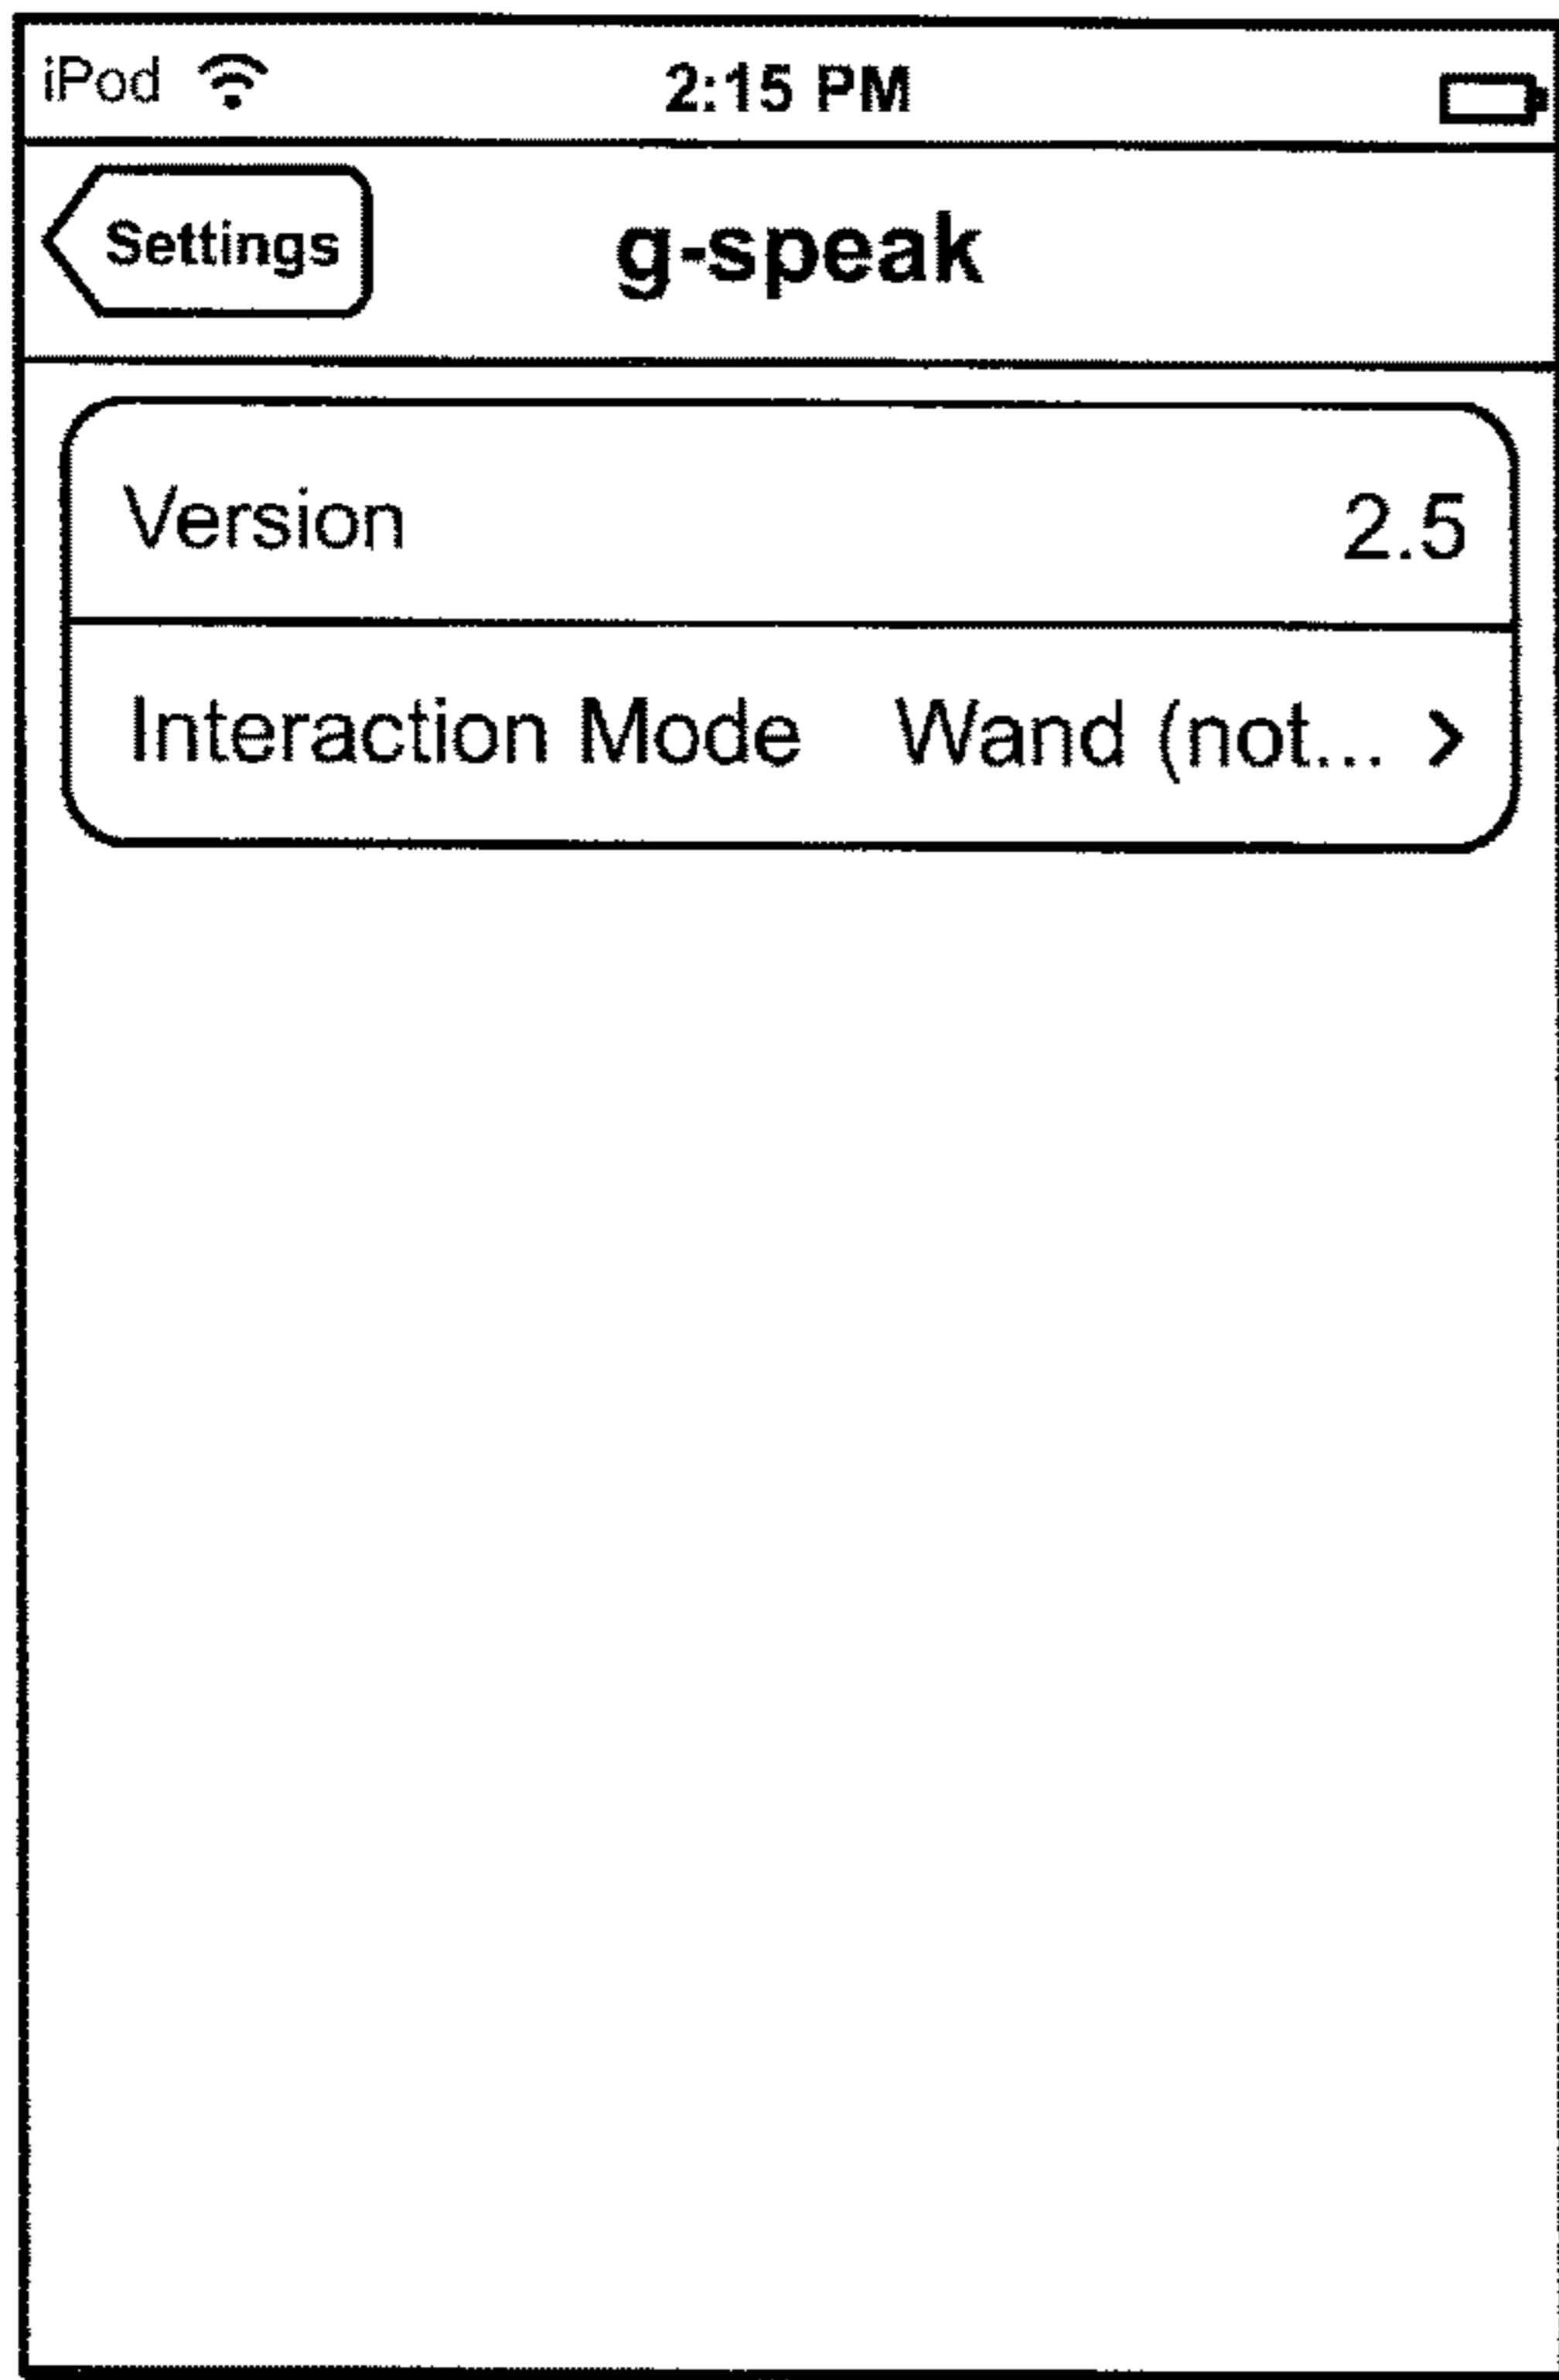 iPod 2:15 PM
Settings g-speak
Version 2.5
Interaction Mode Wand (not...